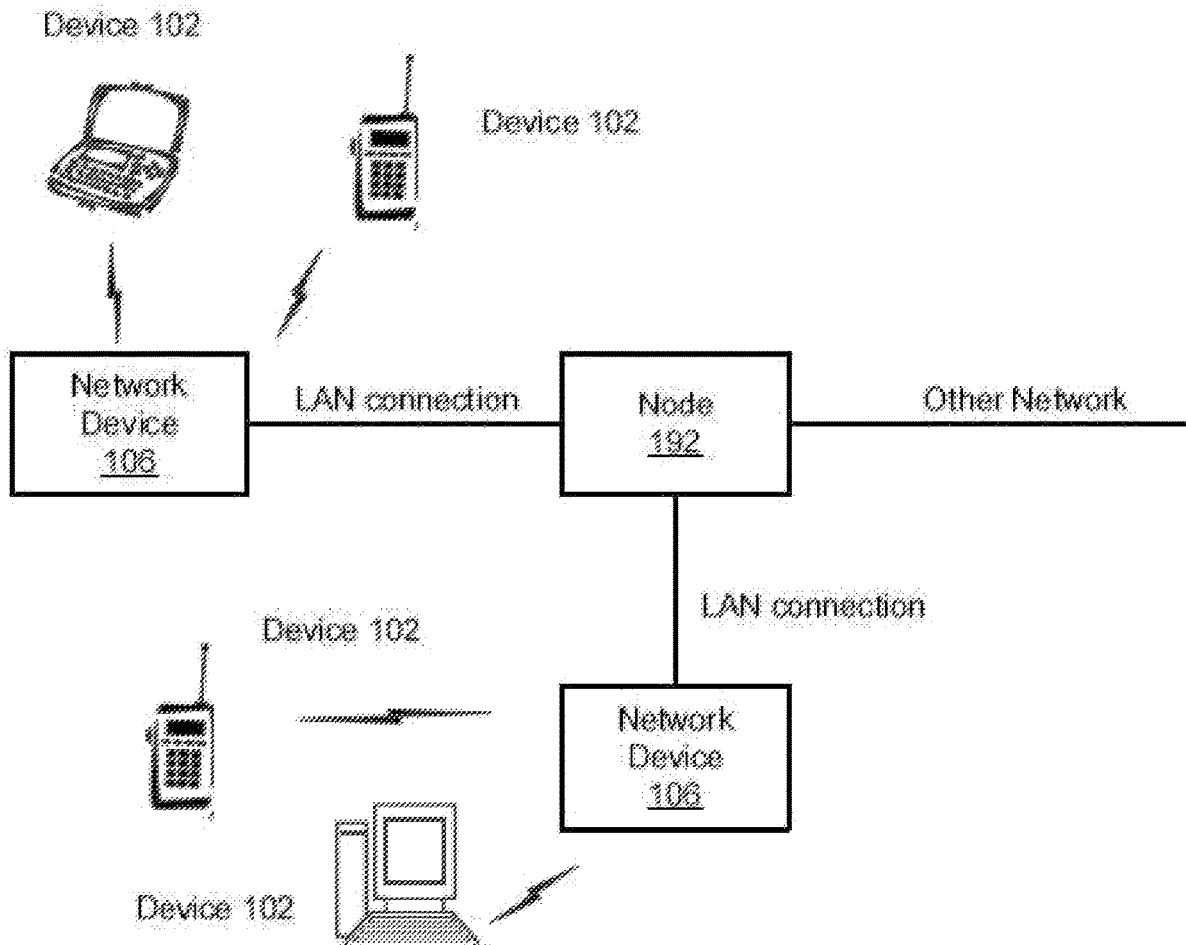 Device 102
Device 102
Network
Device
106
LAN connection
Node
192
Other Network
LAN connection
Device 102
Network
Device
106
Device 102